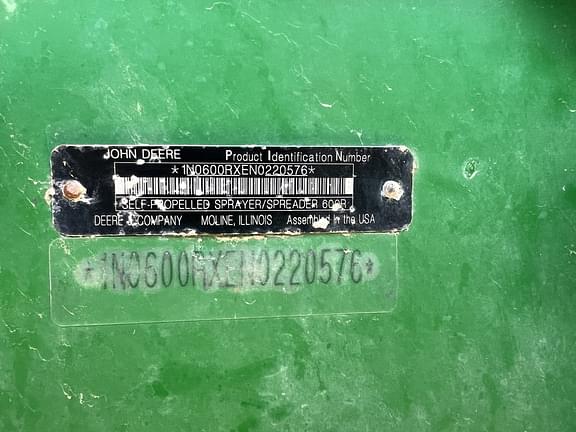 JOHN DEERE Product Identification Number
*1N0600RXEN0220576*
SELF-PROPELLED SPRAYER/SPREADER 600R
DEERE & COMPANY MOLINE, ILLINOIS Assembled in the USA
*1N0600RXEN0220576*